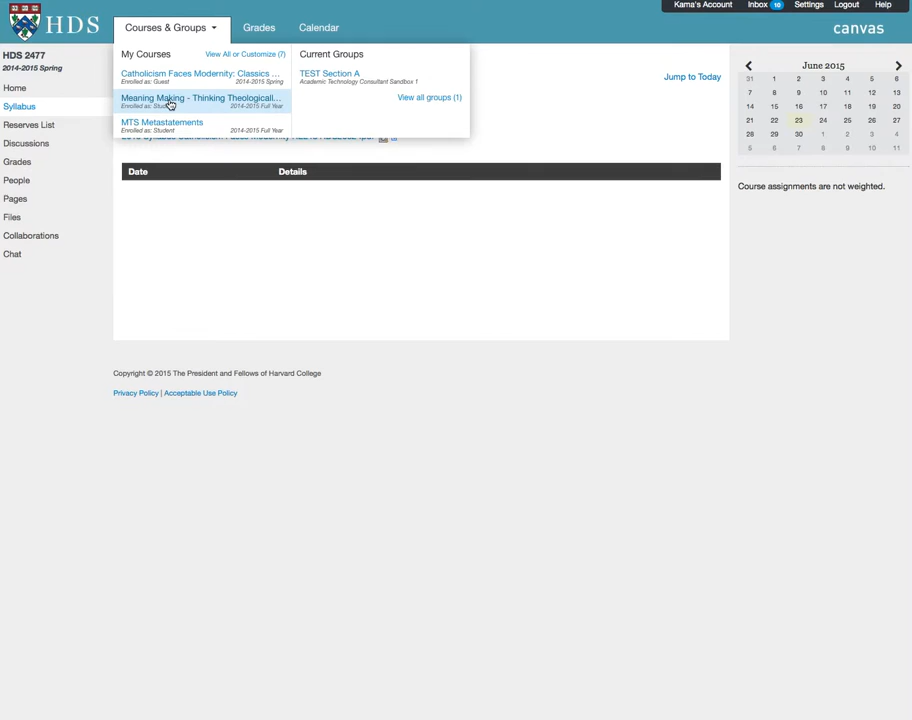 Kama's Account Inbox 10 Settings Logout Help
HDS
Courses & Groups Grades Calendar
canvas
HDS 2477
2014-2015 Spring
Home
Syllabus
Reserves List
Discussions
Grades
People
Pages
Files
Collaborations
Chat
My Courses View All or Customize (7)
Catholicism Faces Modernity: Classics ...
Enrolled as: Guest 2014-2015 Spring
Meaning Making - Thinking Theologicall...
Enrolled as: 2014-2015 Full Year
MTS Metastatements
Enrolled as: Student 2014-2015 Full Year
Current Groups
TEST Section A
Academic Technology Consultant Sandbox 1
View all groups (1)
Jump to Today
Date Details
June 2015
31 1 2 3 4 5 6
7 8 9 10 11 12 13
14 15 16 17 18 19 20
21 22 23 24 25 26 27
28 29 30 1 2 3 4
5 6 7 8 9 10 11
Course assignments are not weighted.
Copyright © 2015 The President and Fellows of Harvard College
Privacy Policy | Acceptable Use Policy